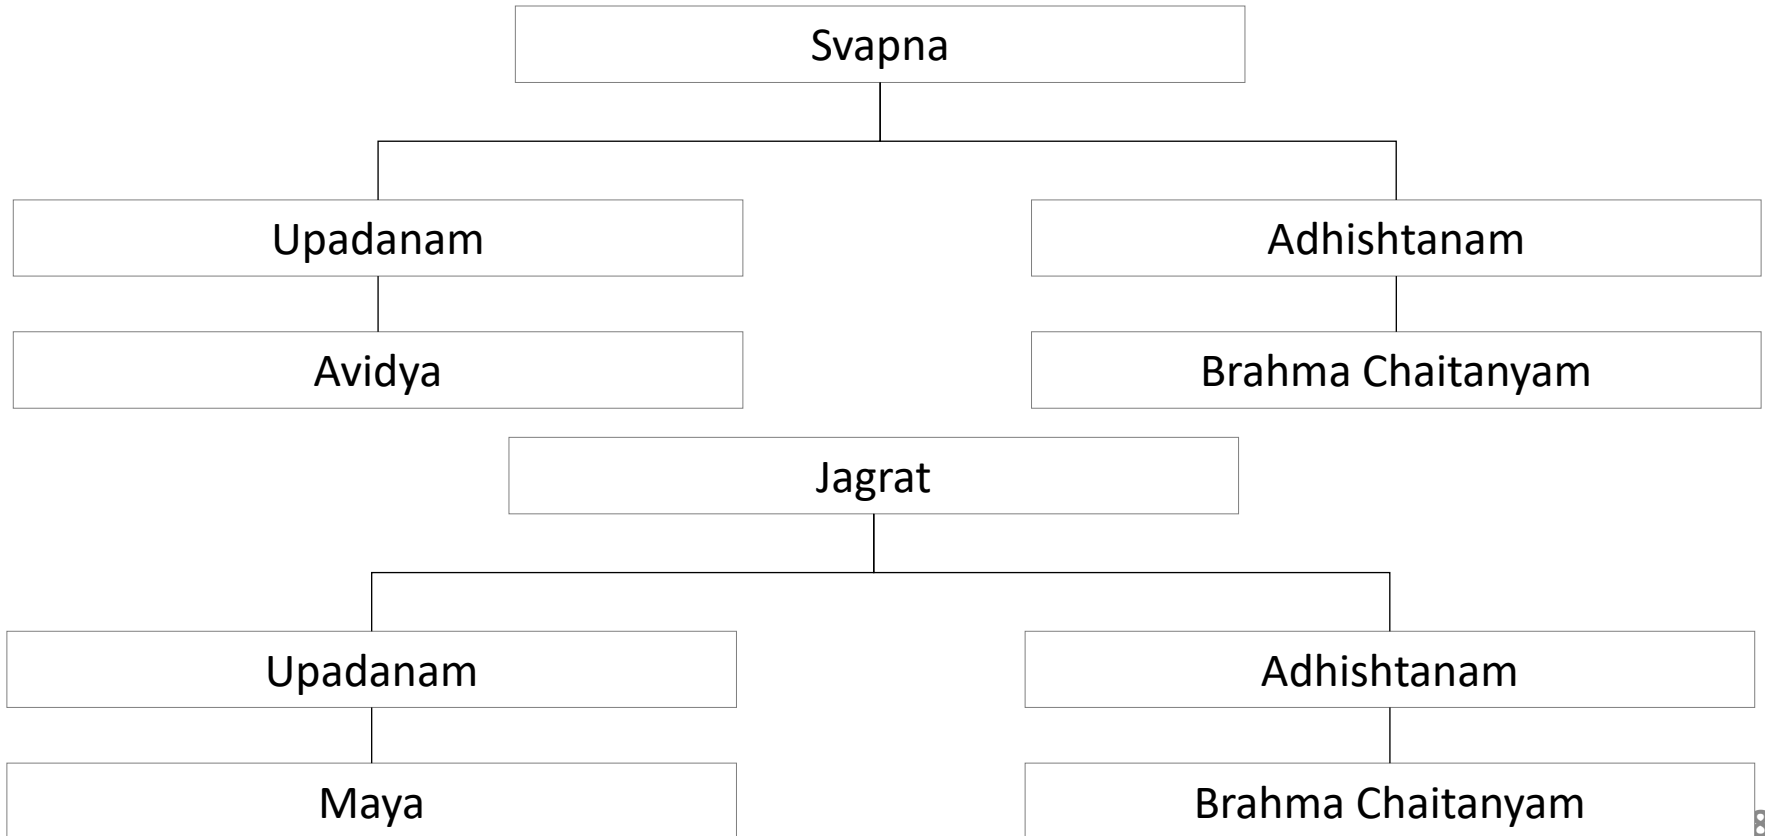 Svapna
Upadanam
Adhishtanam
Avidya
Brahma Chaitanyam
Jagrat
Upadanam
Adhishtanam
Maya
Brahma Chaitanyam